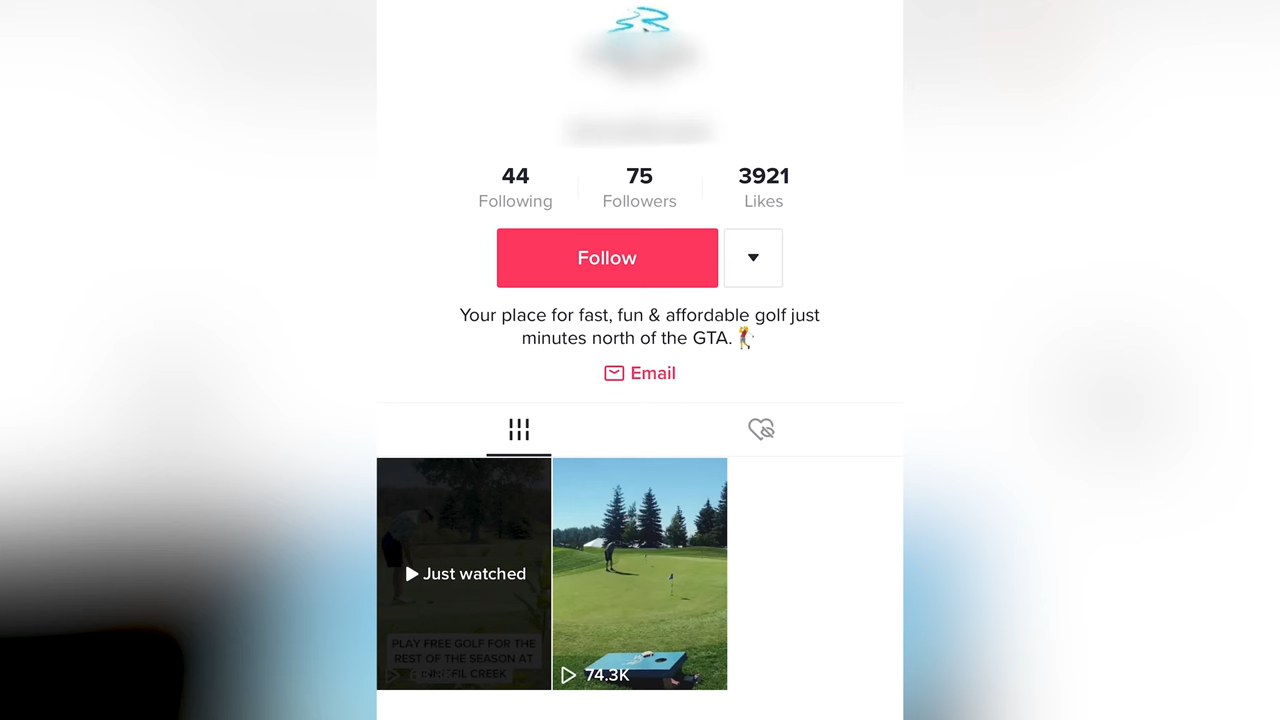 44
Following
75
Followers
3921
Likes
Follow
Your place for fast, fun & affordable golf just
minutes north of the GTA.
Email
Just watched
PLAY FREE GOLF FOR THE
REST OF THE SEASON AT
CREEK
74.3K